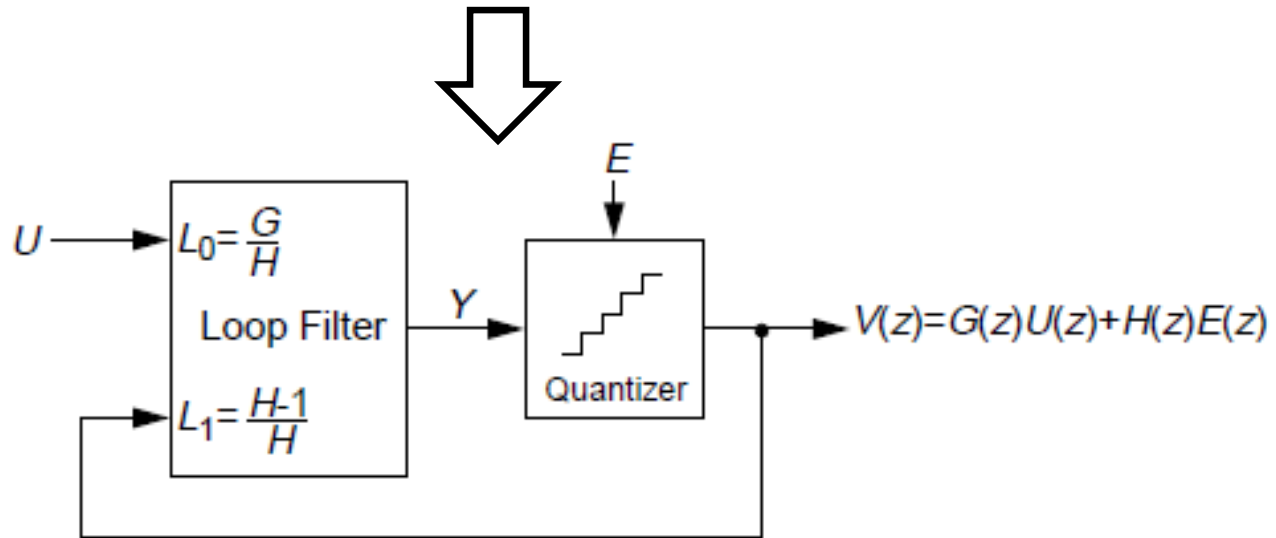 E
U
L0=G/H
Loop Filter
Y
V(z)=G(z)U(z)+H(z)E(z)
Quantizer
L1=H-1/H